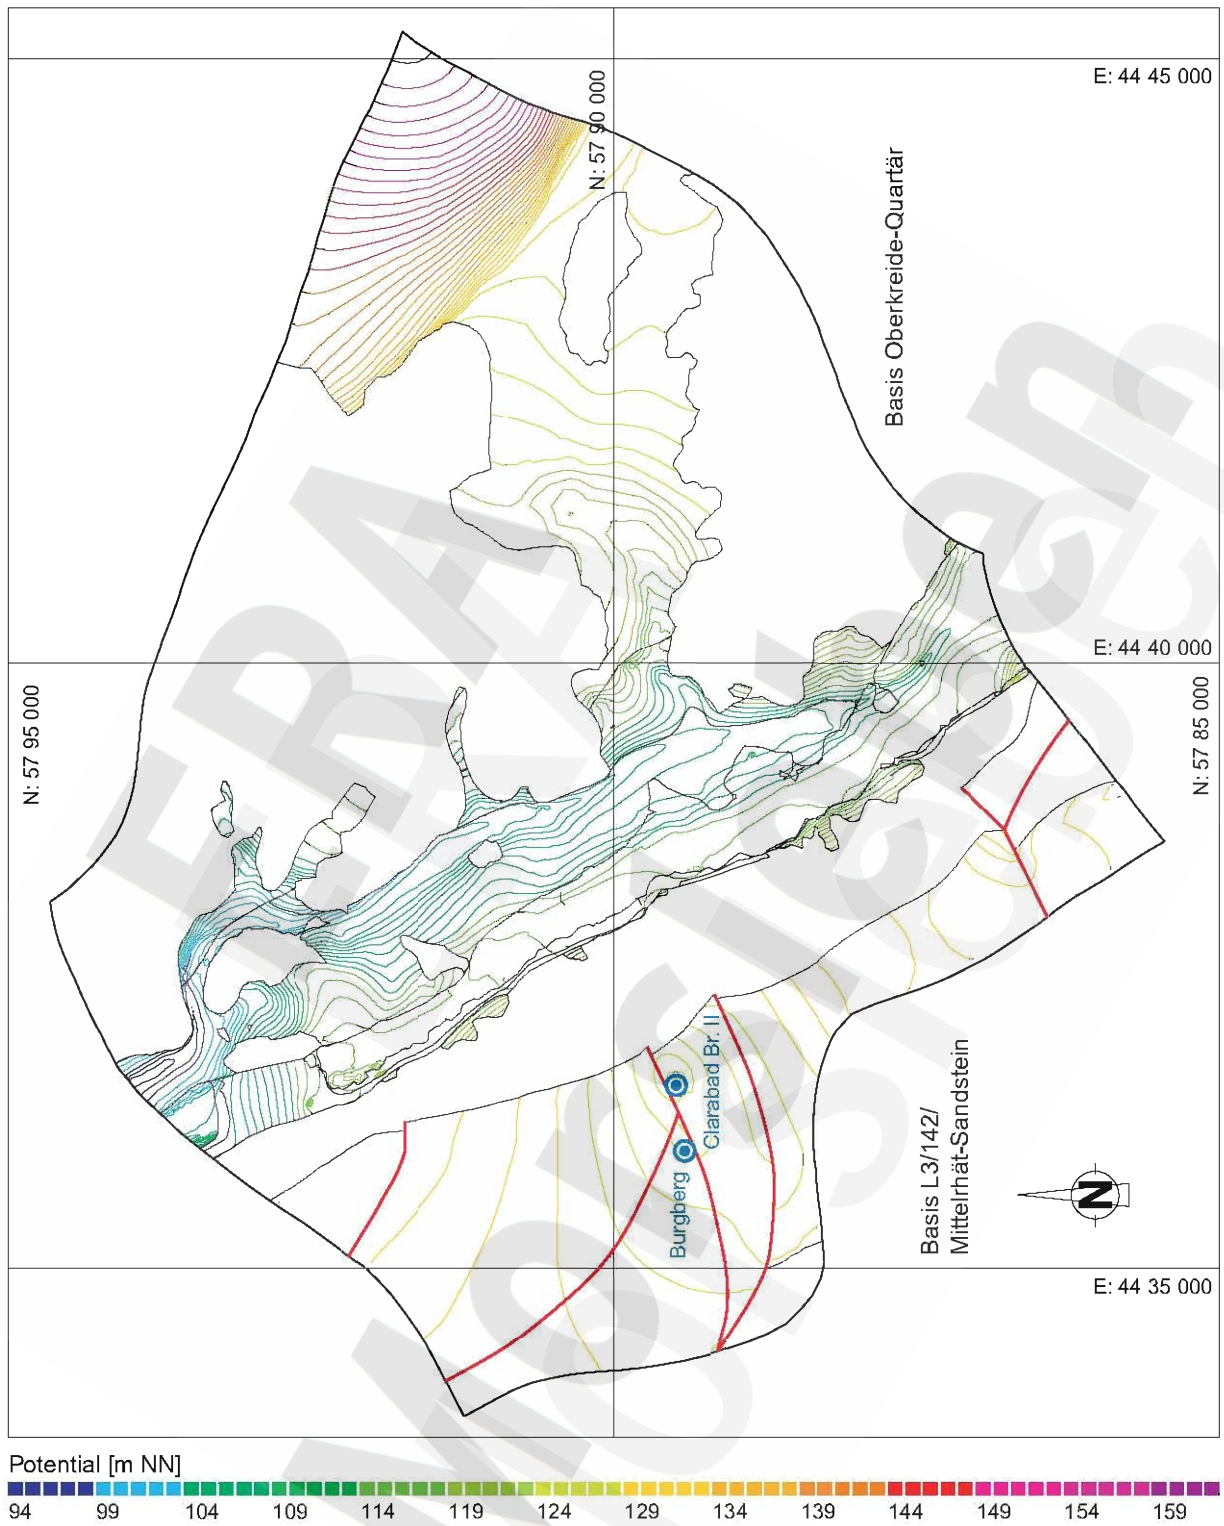 E: 44 45 000
N: 57 90 000
Basis Oberkreide-Quartär
E: 44 40 000
N: 57 95 000
N: 57 85 000
Clarabad Br. II
Burgberg
Basis L3/142/
Mittelrhät-Sandstein
N
E: 44 35 000
ERA Morsleben
Potential [m NN]
94 99 104 109 114 119 124 129 134 139 144 149 154 159